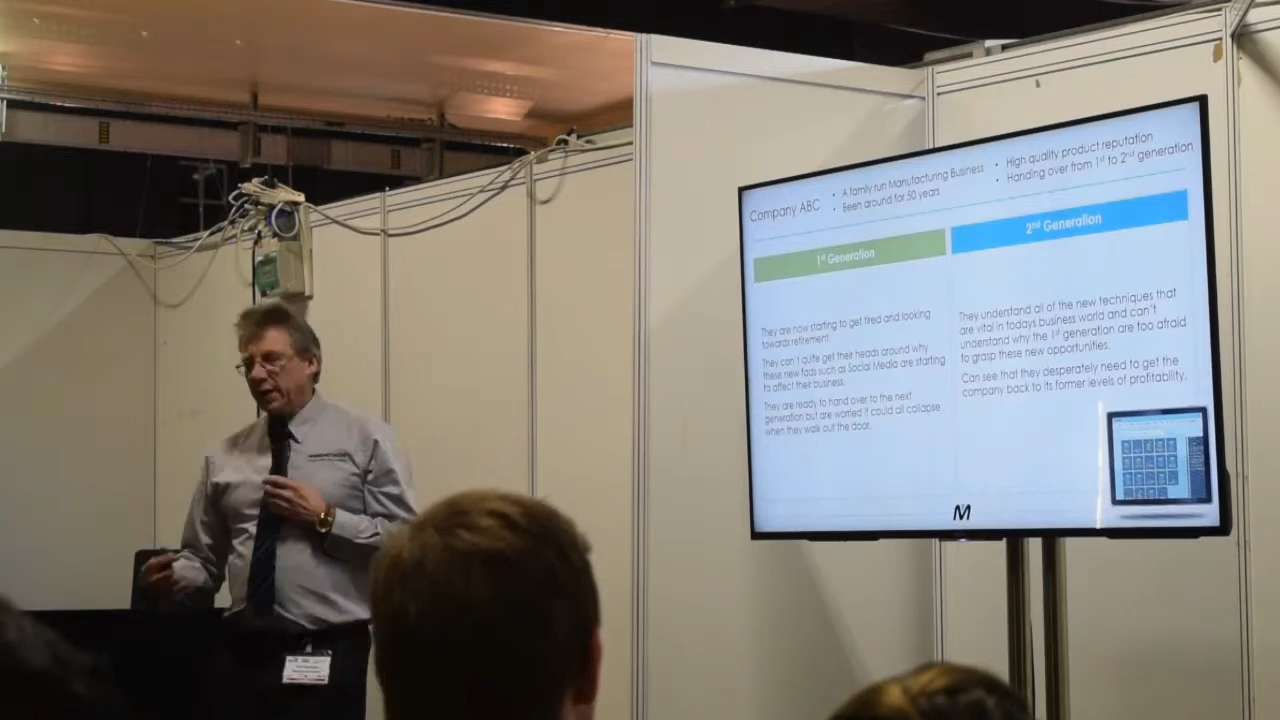 Company ABC
• A family run Manufacturing Business
• Been around for 50 years
• High quality product reputation
• Handing over from 1st to 2nd generation
1st Generation
2nd Generation
They are now starting to get tired and looking
towards retirement.
They can't quite get their heads around why
these new fads such as Social Media are starting
to affect their business.
They are ready to hand over to the next
generation but are worried it could all collapse
when they walk out the door.
They understand all of the new techniques that
are vital in todays business world and can't
understand why the 1st generation are too afraid
to grasp these new opportunities.
Can see that they desperately need to get the
company back to its former levels of profitability.
M